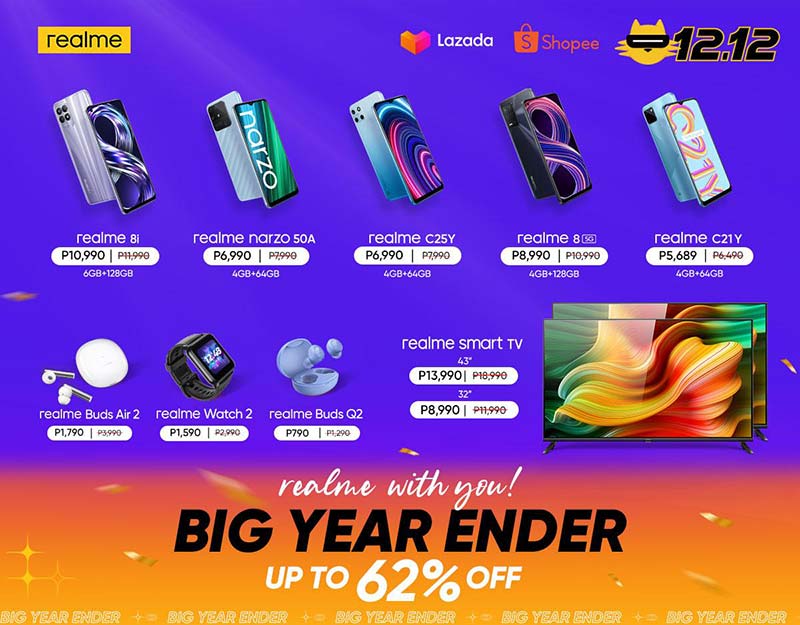 realme
Lazada
Shopee
12.12
narzo
realme 8i
P10,990 | P11,990
6GB+128GB
realme narzo 50A
P6,990 | P7,990
4GB+64GB
realme C25Y
P6,990 | P7,990
4GB+64GB
realme 8 5G
P8,990 | P10,990
4GB+128GB
realme C21Y
P5,689 | P6,490
4GB+64GB
realme Buds Air 2
P1,790 | P3,990
realme Watch 2
P1,590 | P2,990
realme Buds Q2
P790 | P1,290
realme smart TV
43"
P13,990 | P18,990
32"
P8,990 | P11,990
realme with you!
BIG YEAR ENDER
UP TO 62% OFF
BIG YEAR ENDER BIG YEAR ENDER BIG YEAR ENDER BIG YEAR ENDER BIG YEAR ENDER